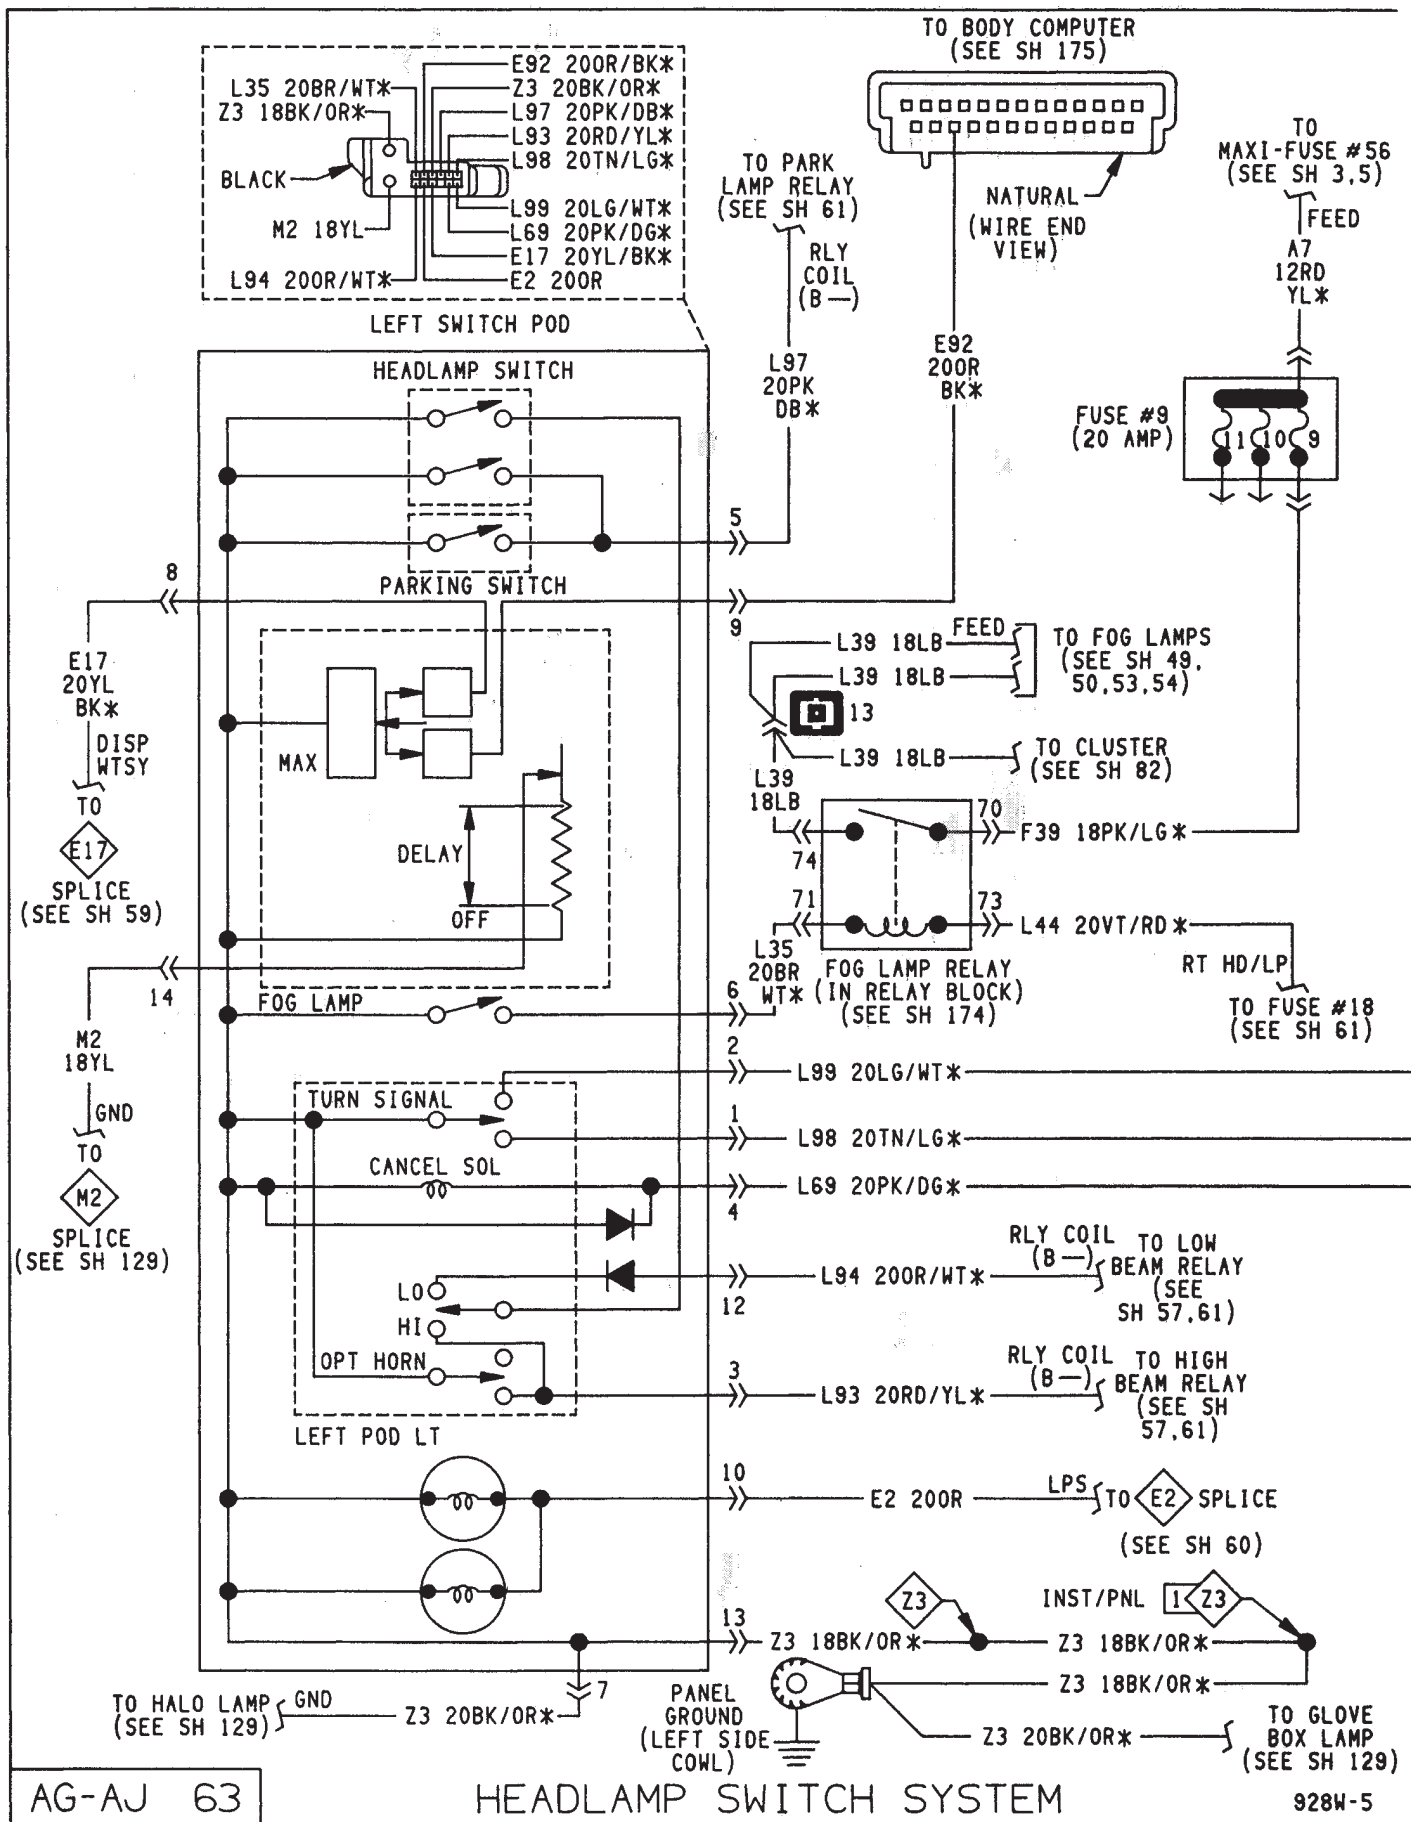 TO BODY COMPUTER
(SEE SH 175)
E92 20OR/BK*
L35 20BR/WT*
Z3 20BK/OR*
Z3 18BK/OR*
L97 20PK/DB*
L93 20RD/YL*
L98 20TN/LG*
BLACK
L99 20LG/WT*
M2 18YL
L69 20PK/DG*
E17 20YL/BK*
L94 20OR/WT*
E2 20OR
LEFT SWITCH POD
TO PARK
LAMP RELAY
(SEE SH 61)
RLY
COIL
(B—)
L97
20PK
DB*
NATURAL
(WIRE END
VIEW)
E92
20OR
BK*
TO
MAXI-FUSE #56
(SEE SH 3,5)
FEED
A7
12RD
YL*
FUSE #9
(20 AMP)
11 10 9
HEADLAMP SWITCH
5
PARKING SWITCH
8
9
E17
20YL
BK*
DISP
WTSY
TO
E17
SPLICE
(SEE SH 59)
MAX
DELAY
OFF
L39 18LB FEED
L39 18LB
TO FOG LAMPS
(SEE SH 49,
50,53,54)
13
L39 18LB
TO CLUSTER
(SEE SH 82)
L39
18LB
70
F39 18PK/LG*
74
71
73
L44 20VT/RD*
L35
20BR
WT*
FOG LAMP RELAY
(IN RELAY BLOCK)
(SEE SH 174)
RT HD/LP
TO FUSE #18
(SEE SH 61)
14
FOG LAMP
6
M2
18YL
GND
TO
M2
SPLICE
(SEE SH 129)
2
L99 20LG/WT*
TURN SIGNAL
1
L98 20TN/LG*
CANCEL SOL
L69 20PK/DG*
4
LO
HI
L94 20OR/WT*
12
RLY COIL
(B—)
TO LOW
BEAM RELAY
(SEE
SH 57,61)
OPT HORN
3
L93 20RD/YL*
RLY COIL
(B—)
TO HIGH
BEAM RELAY
(SEE SH
57,61)
LEFT POD LT
10
E2 20OR
LPS
TO E2 SPLICE
(SEE SH 60)
Z3
INST/PNL
1 Z3
13
Z3 18BK/OR*
Z3 18BK/OR*
Z3 18BK/OR*
7
TO HALO LAMP
(SEE SH 129)
GND
Z3 20BK/OR*
PANEL
GROUND
(LEFT SIDE
COWL)
Z3 20BK/OR*
TO GLOVE
BOX LAMP
(SEE SH 129)
AG-AJ 63
HEADLAMP SWITCH SYSTEM
928W-5